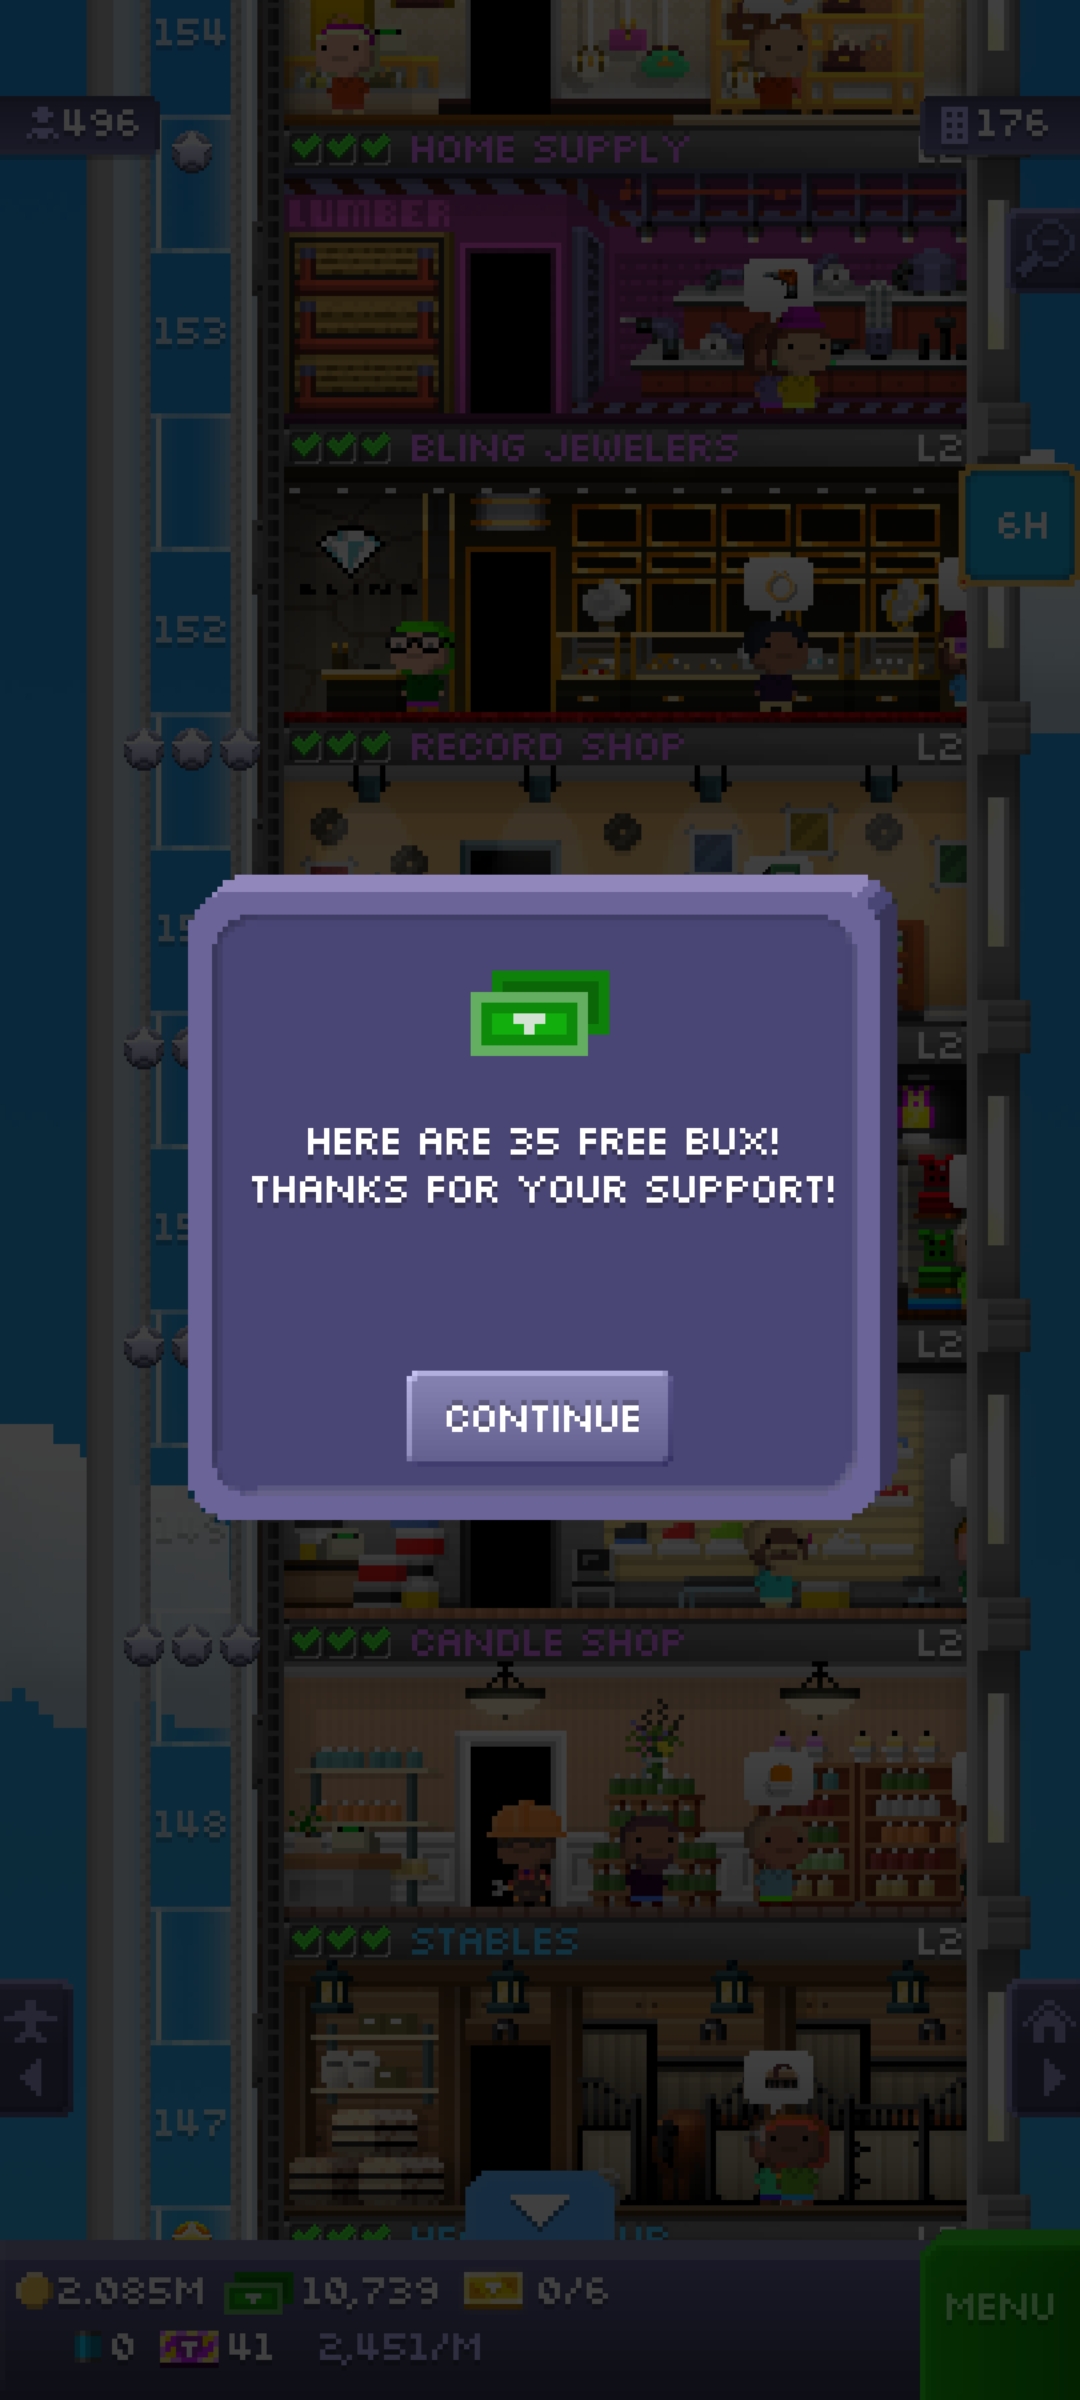 154
496
176
HOME SUPPLY
LUMBER
153
BLING JEWELERS L2
6H
BLING
152
RECORD SHOP L2
L2
L2
HERE ARE 35 FREE BUX!
THANKS FOR YOUR SUPPORT!
CONTINUE
CANDLE SHOP L2
148
STABLES L2
147
2.085M 10,739 0/6
MENU
0 41 2,451/M